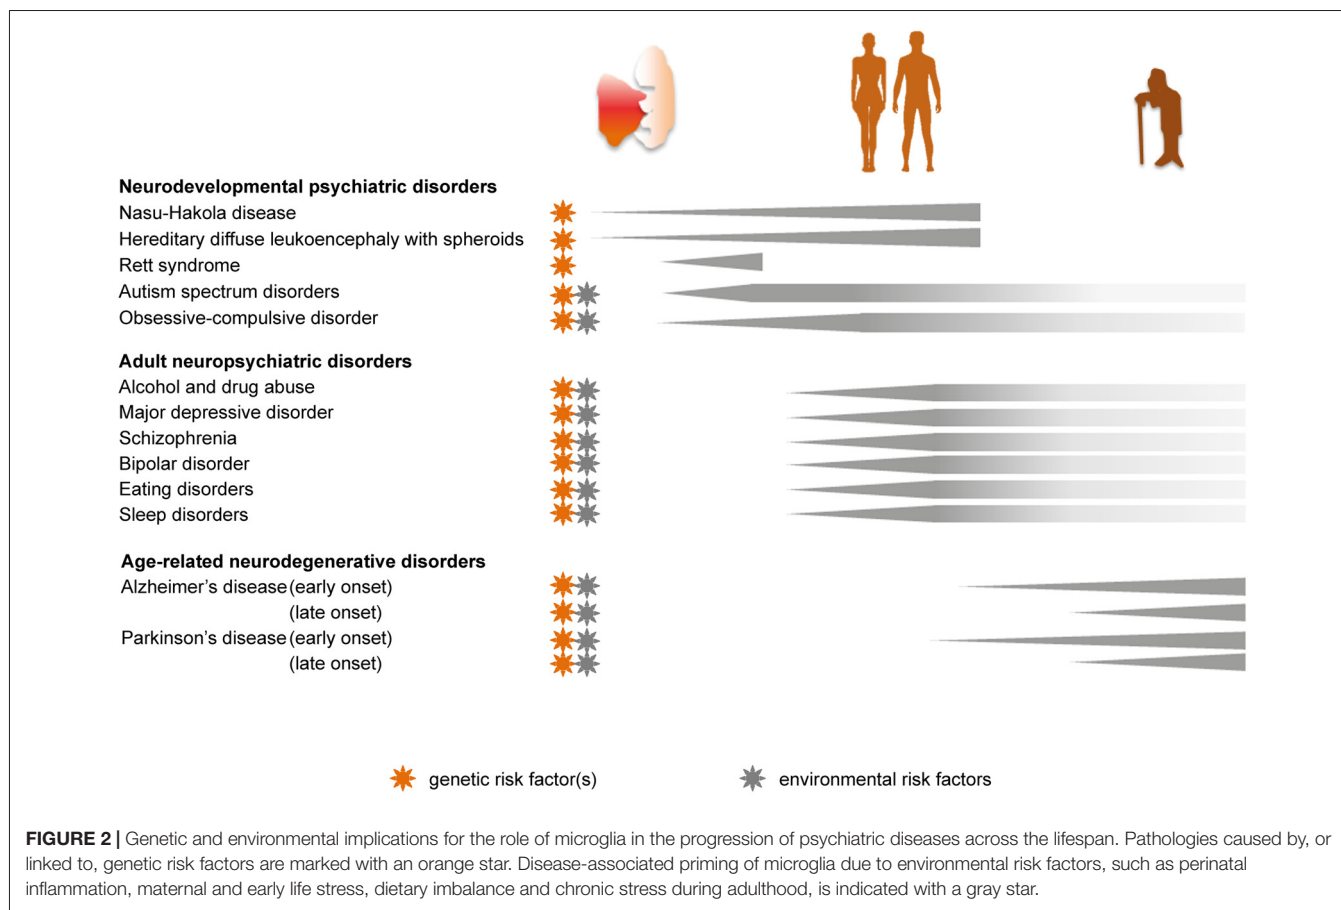 Neurodevelopmental psychiatric disorders
Nasu-Hakola disease
Hereditary diffuse leukoencephaly with spheroids
Rett syndrome
Autism spectrum disorders
Obsessive-compulsive disorder
Adult neuropsychiatric disorders
Alcohol and drug abuse
Major depressive disorder
Schizophrenia
Bipolar disorder
Eating disorders
Sleep disorders
Age-related neurodegenerative disorders
Alzheimer’s disease (early onset)
(late onset)
Parkinson’s disease (early onset)
(late onset)
genetic risk factor(s)
environmental risk factors
FIGURE 2 | Genetic and environmental implications for the role of microglia in the progression of psychiatric diseases across the lifespan. Pathologies caused by, or
linked to, genetic risk factors are marked with an orange star. Disease-associated priming of microglia due to environmental risk factors, such as perinatal
inflammation, maternal and early life stress, dietary imbalance and chronic stress during adulthood, is indicated with a gray star.